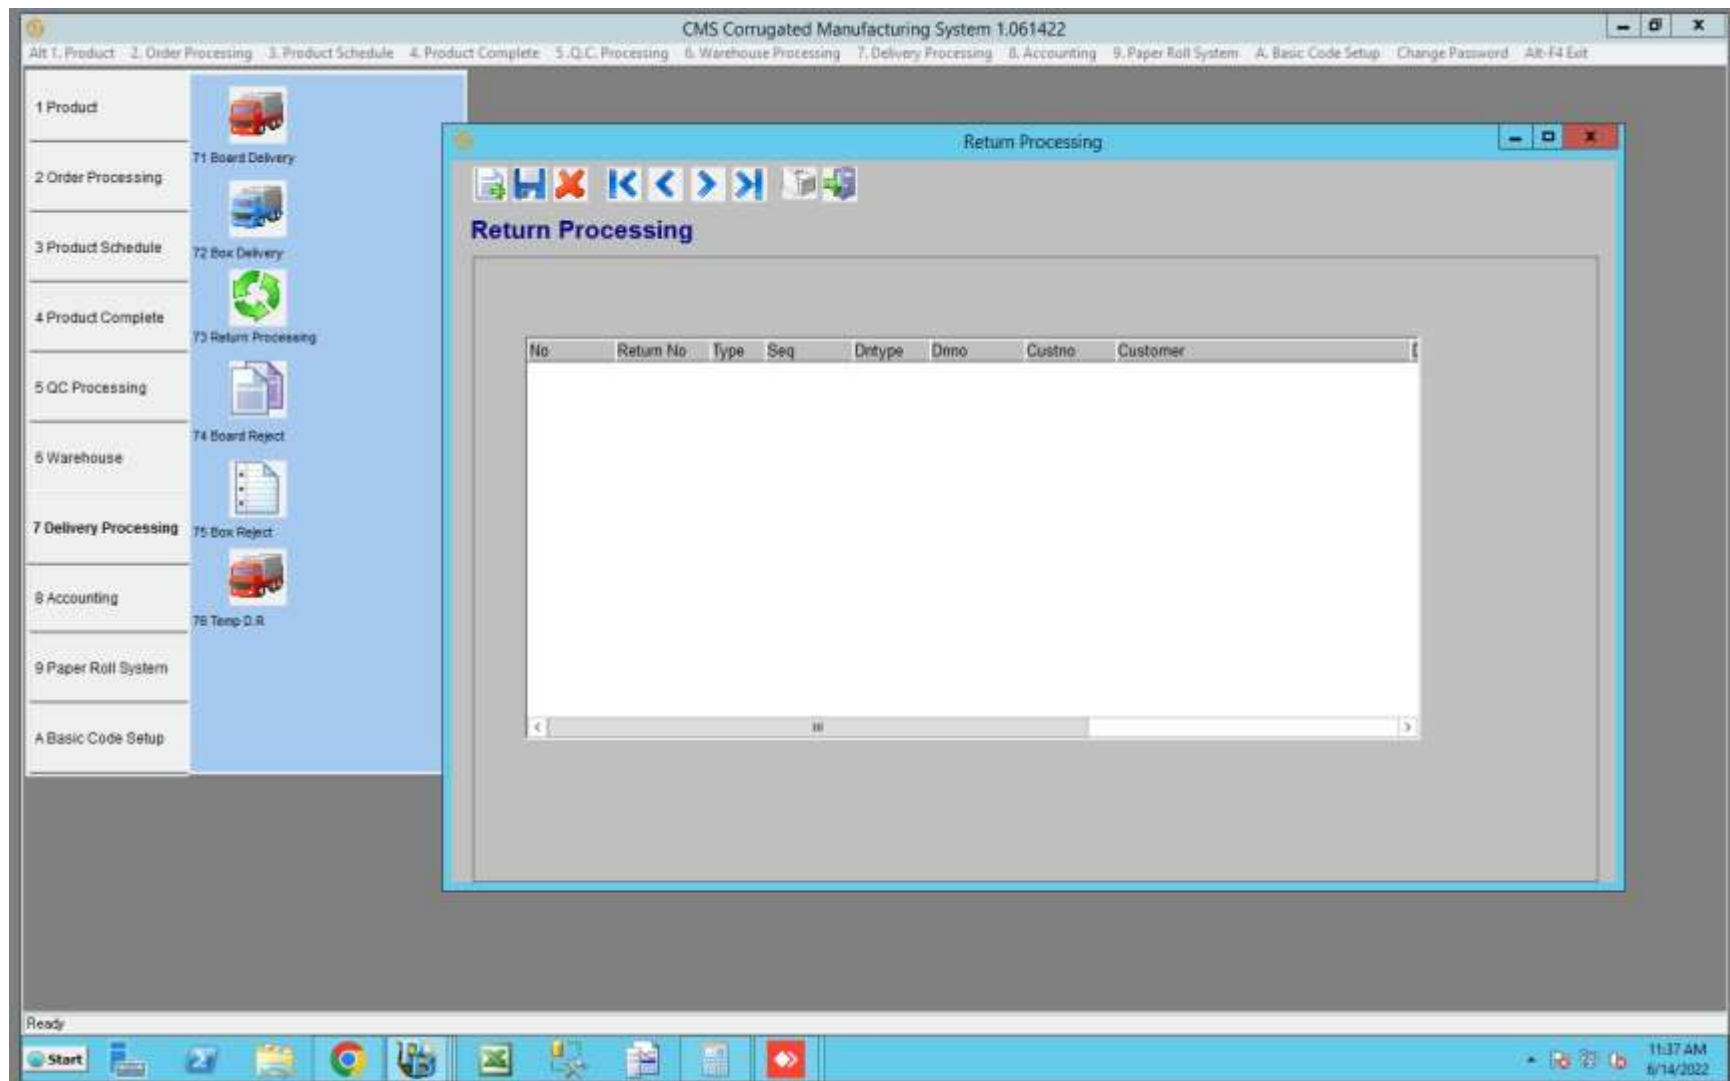 CMS Corrugated Manufacturing System 1.061422
Alt 1. Product 2. Order Processing 3. Product Schedule 4. Product Complete 5 .Q.C. Processing 6. Warehouse Processing 7. Delivery Processing 8. Accounting 9. Paper Roll System A. Basic Code Setup Change Password Alt-F4 Exit
1 Product
2 Order Processing
3 Product Schedule
4 Product Complete
5 QC Processing
6 Warehouse
7 Delivery Processing
8 Accounting
9 Paper Roll System
A Basic Code Setup
71 Board Delivery
72 Box Delivery
73 Return Processing
74 Board Reject
75 Box Reject
76 Temp D.R
Return Processing
Return Processing
No Return No Type Seq Dntype Dnno Custno Customer
Ready
Start
11:37 AM
6/14/2022